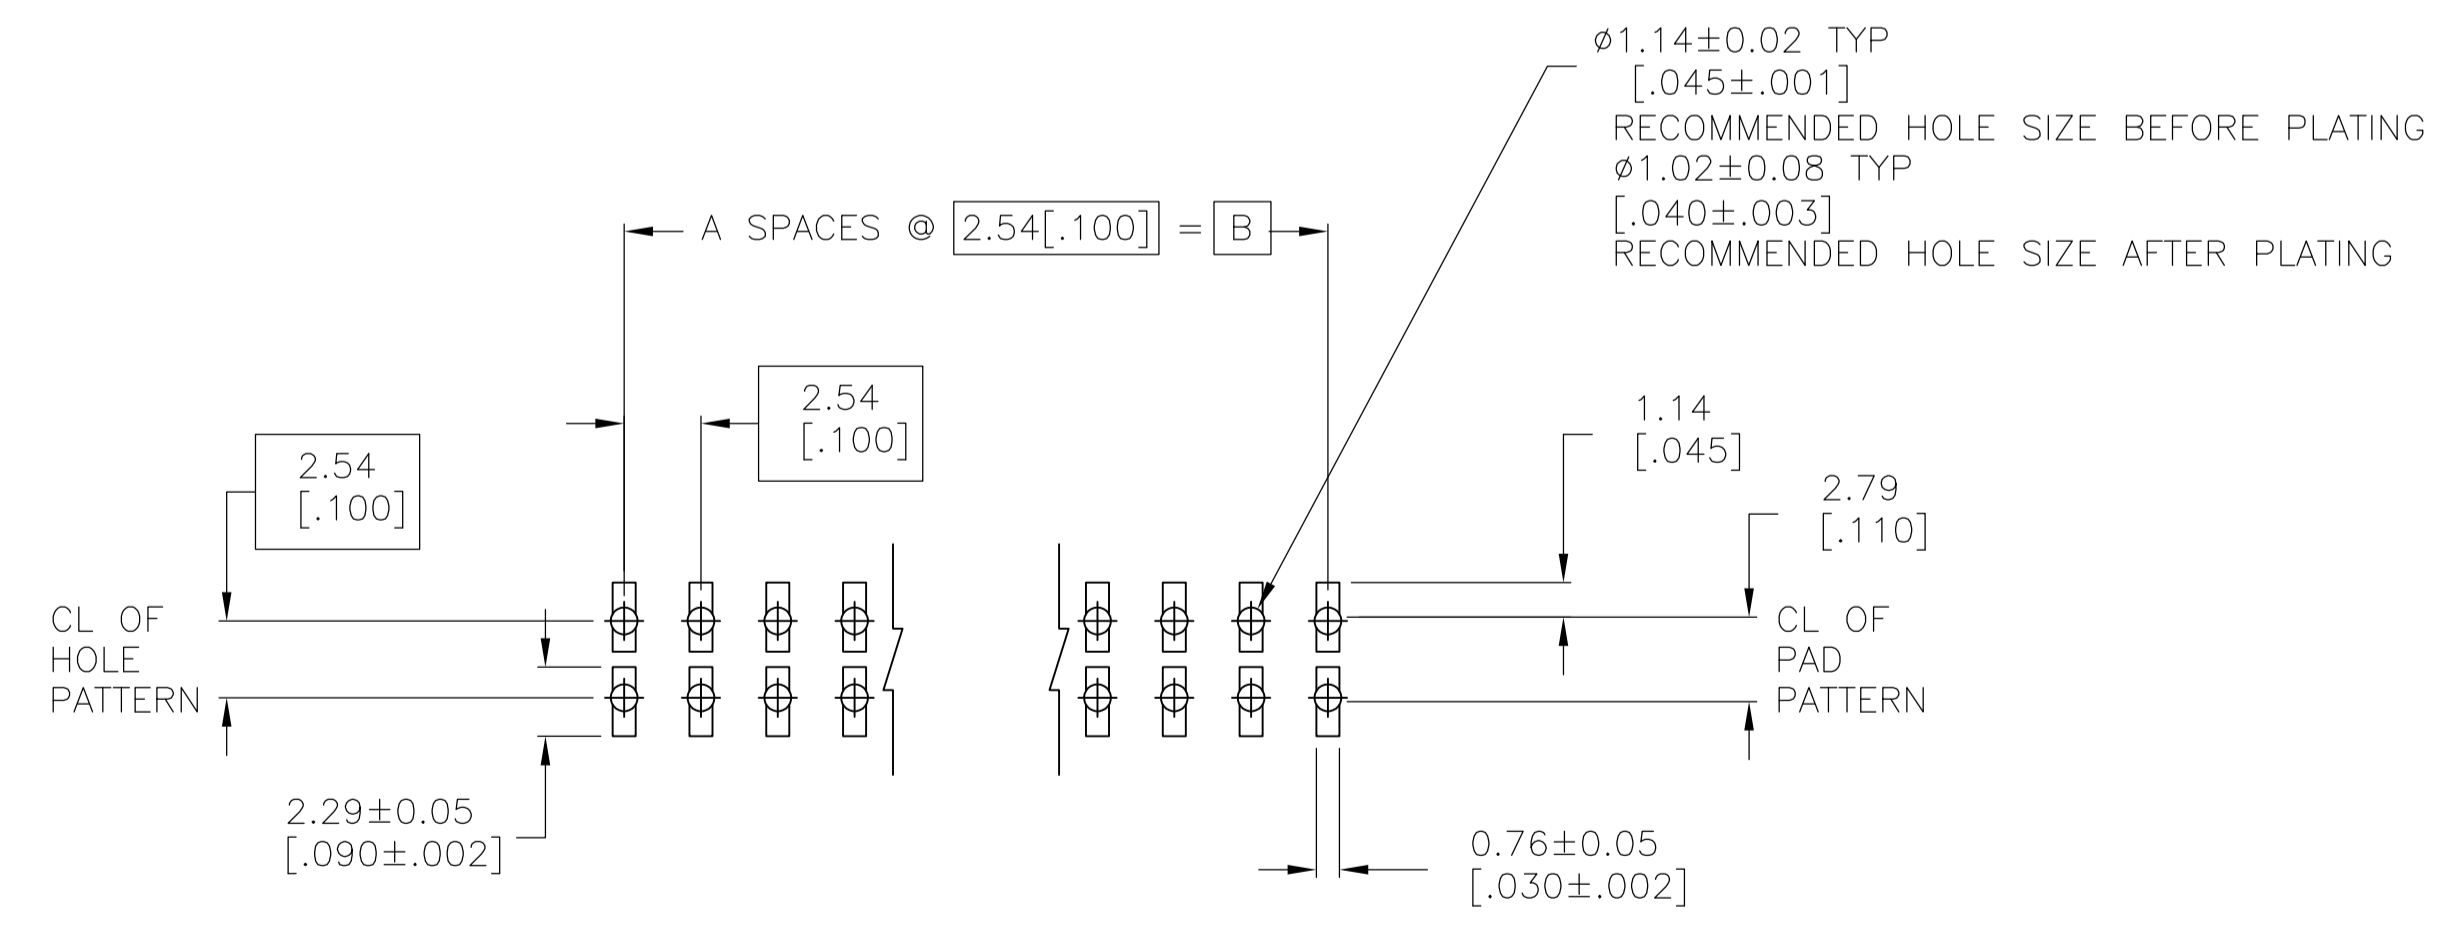 ø1.14±0.02 TYP
[.045±.001]
RECOMMENDED HOLE SIZE BEFORE PLATING
ø1.02±0.08 TYP
[.040±.003]
RECOMMENDED HOLE SIZE AFTER PLATING
A SPACES @ 2.54[.100] = B
2.54
[.100]
2.54
[.100]
1.14
[.045]
2.79
[.110]
CL OF
HOLE
PATTERN
CL OF
PAD
PATTERN
2.29±0.05
[.090±.002]
0.76±0.05
[.030±.002]